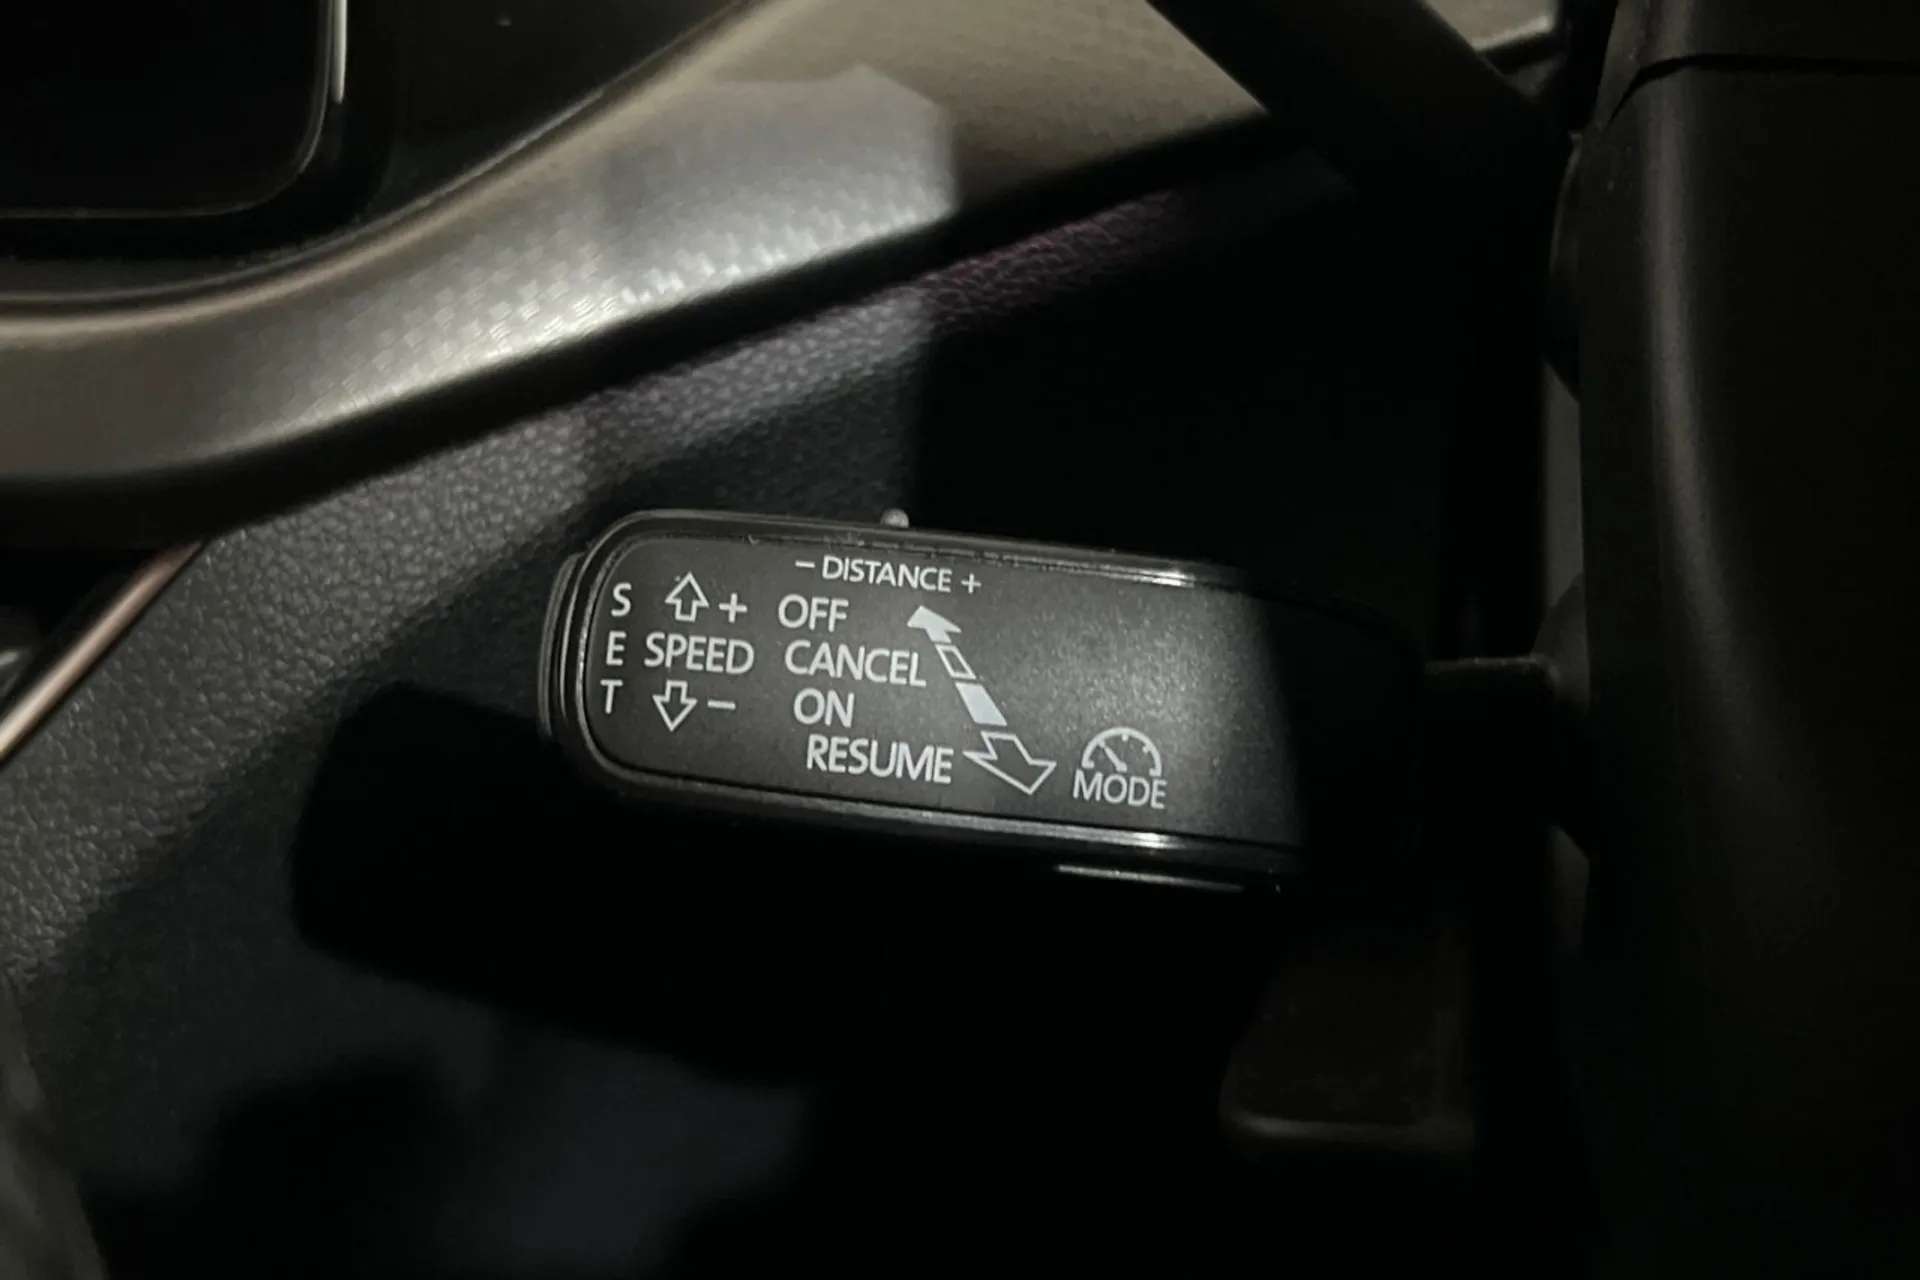 – DISTANCE +
S + OFF
E SPEED CANCEL
T – ON
RESUME
MODE